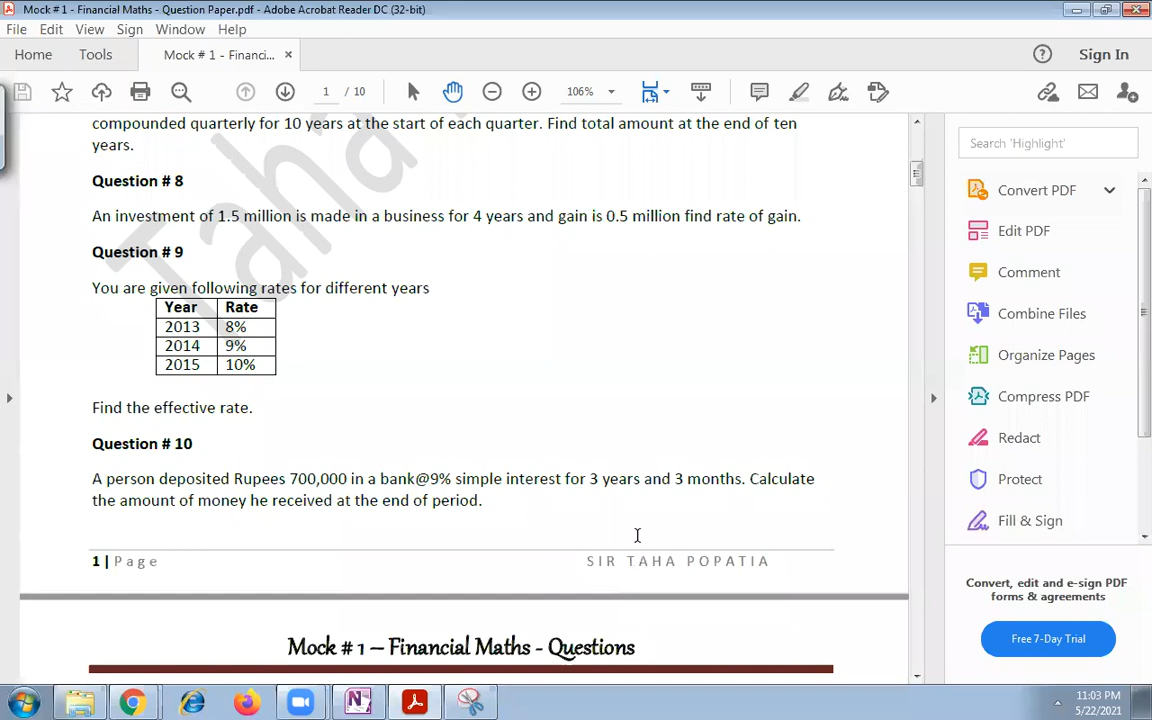 Mock # 1 - Financial Maths - Question Paper.pdf - Adobe Acrobat Reader DC (32-bit)
File Edit View Sign Window Help
Home Tools Mock # 1 - Financi... × Sign In
1 / 10 106%
compounded quarterly for 10 years at the start of each quarter. Find total amount at the end of ten
years.
Question # 8
An investment of 1.5 million is made in a business for 4 years and gain is 0.5 million find rate of gain.
Question # 9
You are given following rates for different years
Year Rate
2013 8%
2014 9%
2015 10%
Find the effective rate.
Question # 10
A person deposited Rupees 700,000 in a bank@9% simple interest for 3 years and 3 months. Calculate
the amount of money he received at the end of period.
1 | Page SIR TAHA POPATIA
Mock # 1 – Financial Maths - Questions
Taha
Search 'Highlight'
Convert PDF
Edit PDF
Comment
Combine Files
Organize Pages
Compress PDF
Redact
Protect
Fill & Sign
Convert, edit and e-sign PDF
forms & agreements
Free 7-Day Trial
11:03 PM
5/22/2021